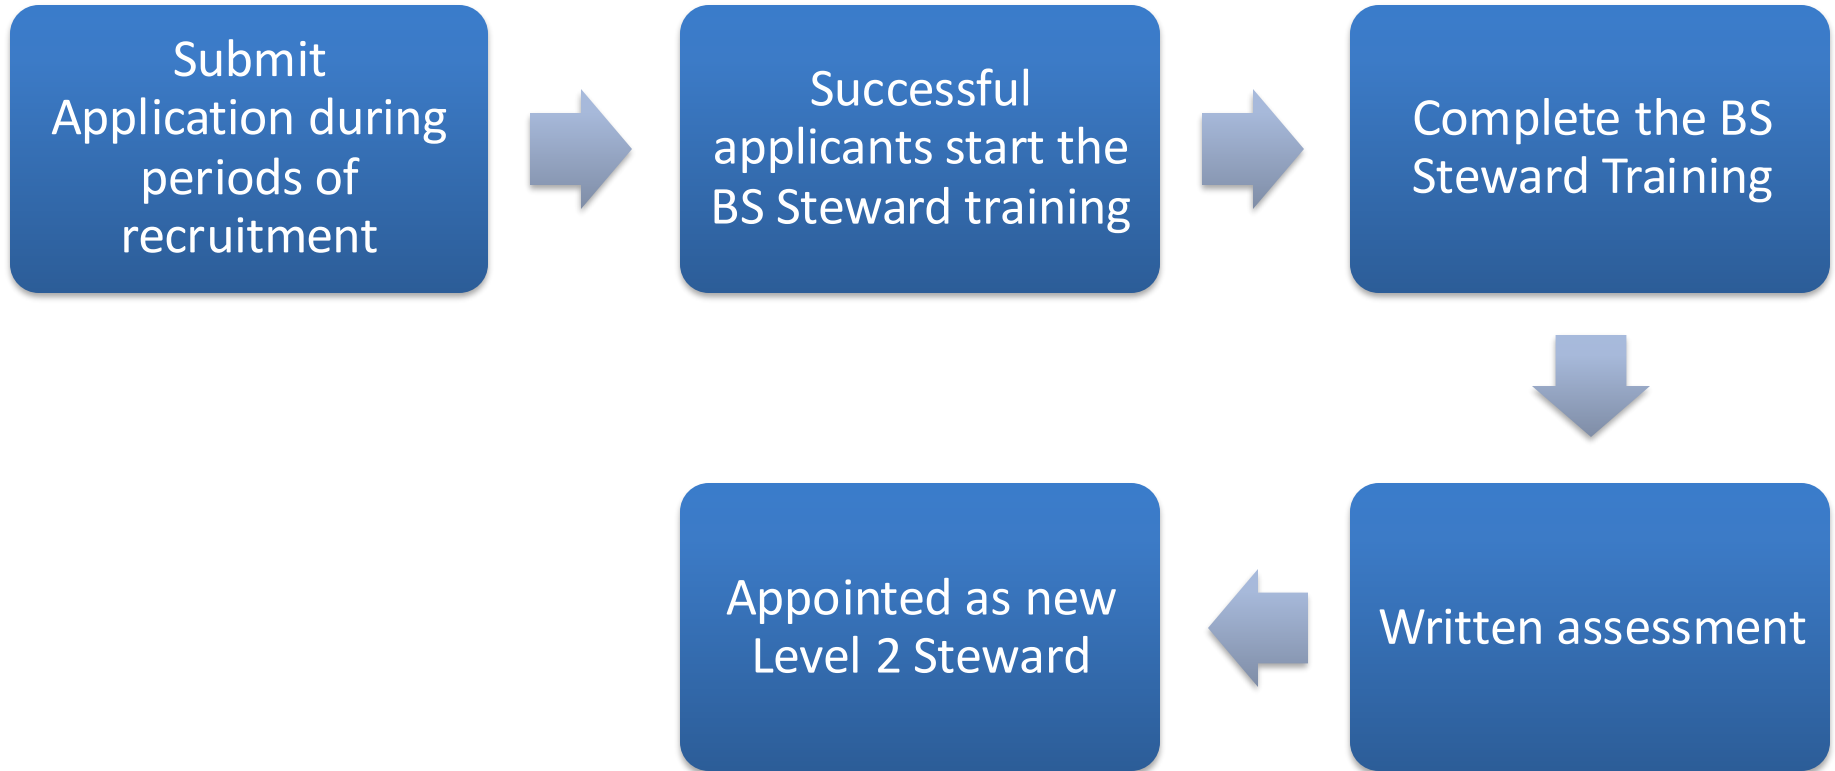 Submit
Application during
periods of
recruitment
Successful
applicants start the
BS Steward training
Complete the BS
Steward Training
Written assessment
Appointed as new
Level 2 Steward